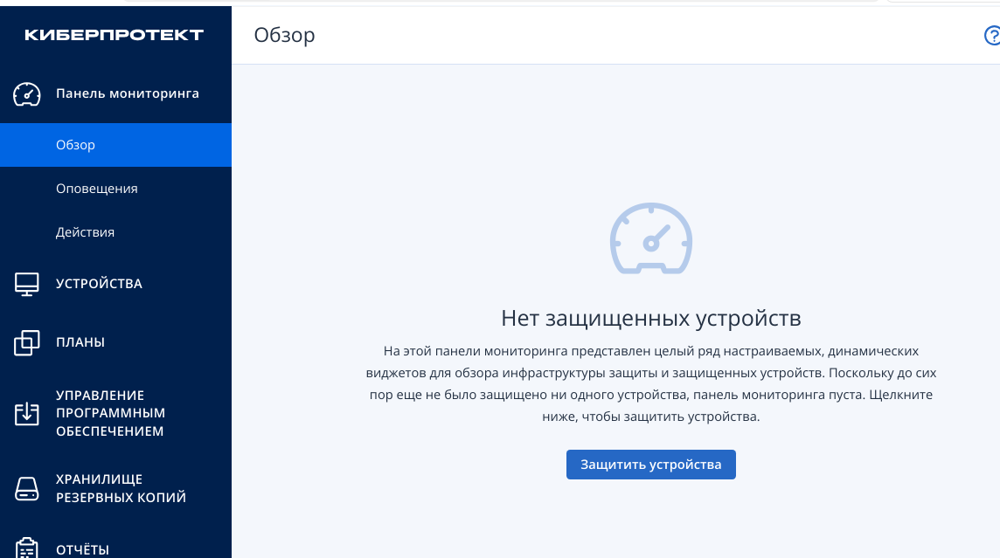 КИБЕРПРОТЕКТ
Обзор
Панель мониторинга
Обзор
Оповещения
Действия
УСТРОЙСТВА
ПЛАНЫ
УПРАВЛЕНИЕ
ПРОГРАММНЫМ
ОБЕСПЕЧЕНИЕМ
ХРАНИЛИЩЕ
РЕЗЕРВНЫХ КОПИЙ
ОТЧЁТЫ
Нет защищенных устройств
На этой панели мониторинга представлен целый ряд настраиваемых, динамических
виджетов для обзора инфраструктуры защиты и защищенных устройств. Поскольку до сих
пор еще не было защищено ни одного устройства, панель мониторинга пуста. Щелкните
ниже, чтобы защитить устройства.
Защитить устройства